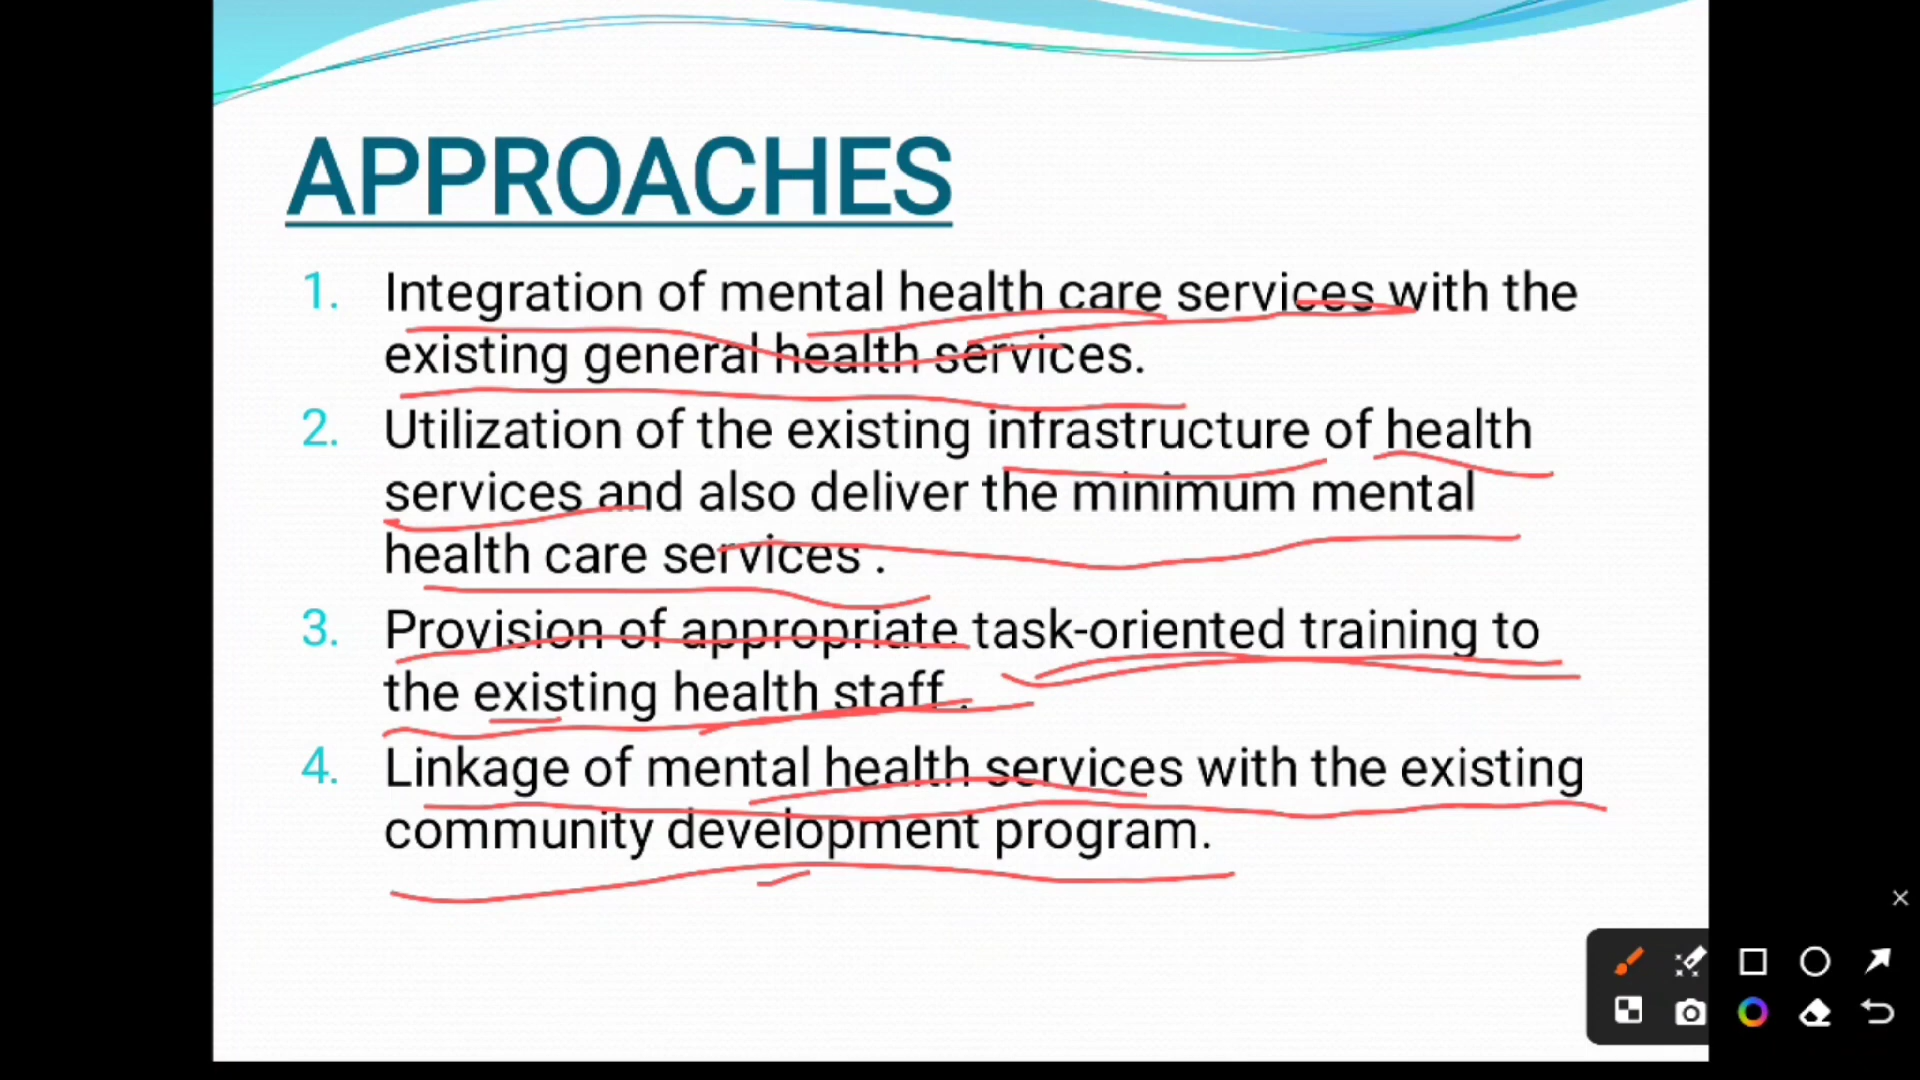 APPROACHES
1. Integration of mental health care services with the
existing general health services.
2. Utilization of the existing infrastructure of health
services and also deliver the minimum mental
health care services .
3. Provision of appropriate task-oriented training to
the existing health staff .
4. Linkage of mental health services with the existing
community development program.